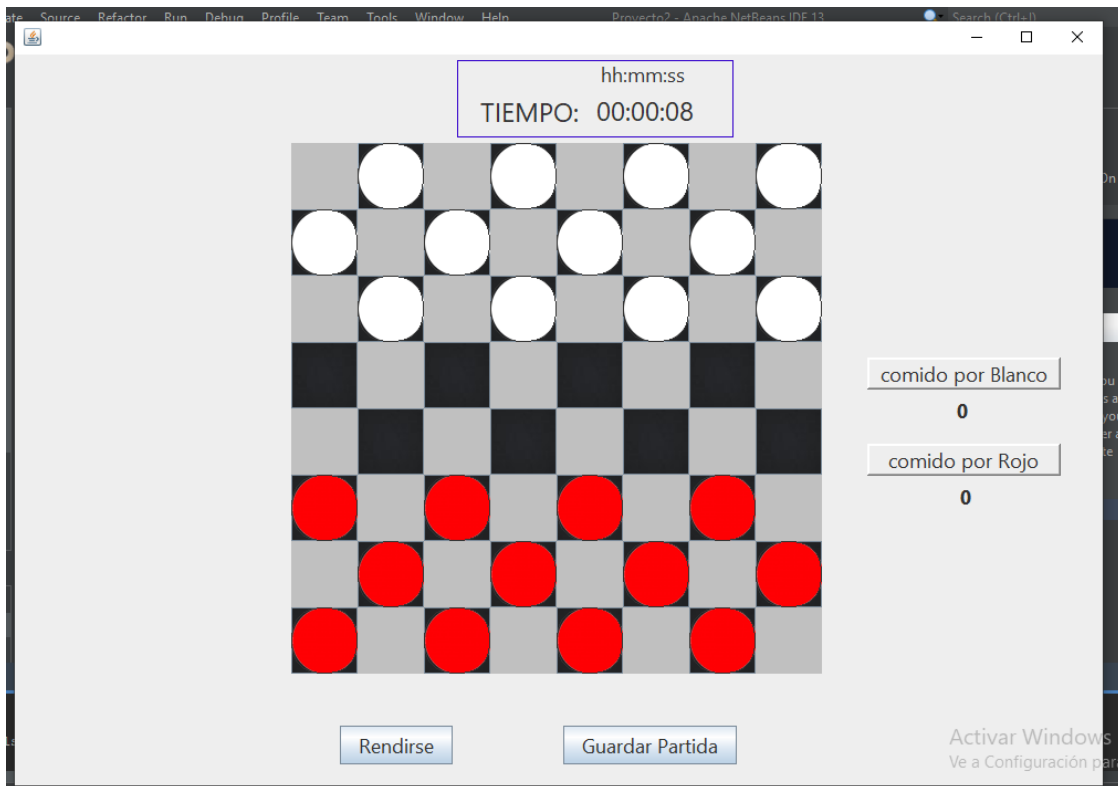 Source Refactor Run Debug Profile Team Tools Window Help Proyecto2 - Apache NetBeans IDE 13 Search (Ctrl+I)
hh:mm:ss
TIEMPO: 00:00:08
comido por Blanco
0
comido por Rojo
0
Rendirse Guardar Partida
Activar Windows
Ve a Configuración